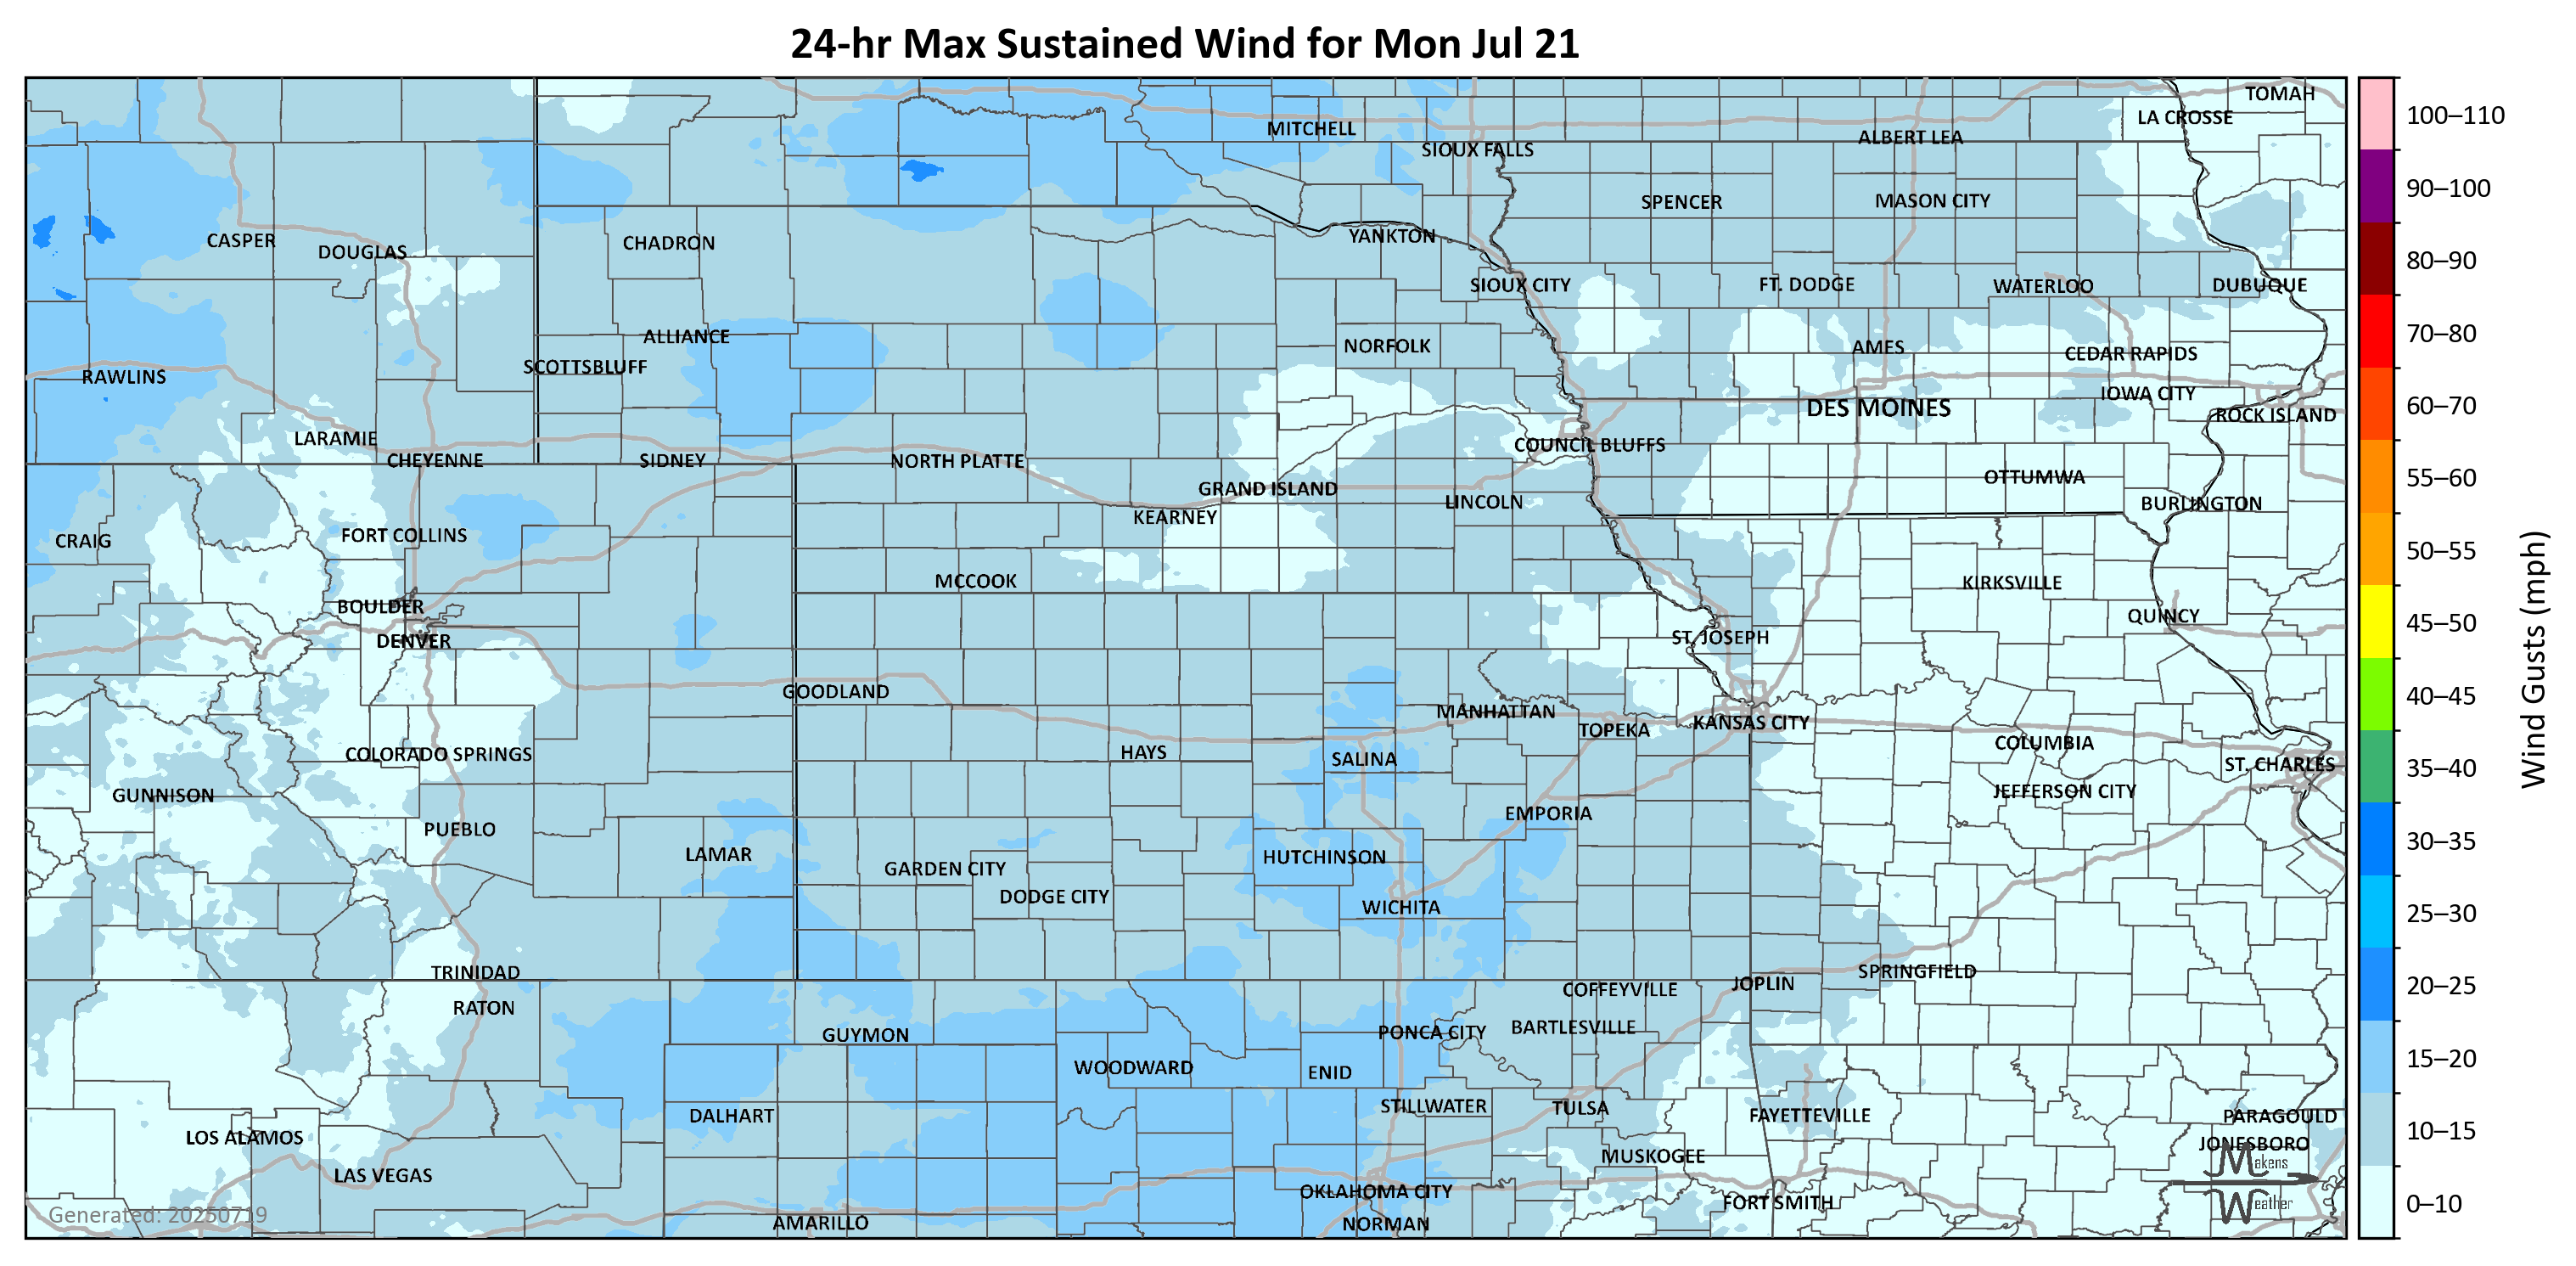 24-hr Max Sustained Wind for Mon Jul 21
TOMAH
LA CROSSE
MITCHELL
ALBERT LEA
SIOUX FALLS
SPENCER
MASON CITY
CASPER
DOUGLAS
CHADRON
YANKTON
SIOUX CITY
FT. DODGE
WATERLOO
DUBUQUE
ALLIANCE
NORFOLK
AMES
CEDAR RAPIDS
SCOTTSBLUFF
RAWLINS
IOWA CITY
DES MOINES
ROCK ISLAND
LARAMIE
COUNCIL BLUFFS
CHEYENNE
SIDNEY
NORTH PLATTE
OTTUMWA
GRAND ISLAND
LINCOLN
BURLINGTON
KEARNEY
FORT COLLINS
CRAIG
MCCOOK
KIRKSVILLE
BOULDER
QUINCY
DENVER
ST. JOSEPH
GOODLAND
MANHATTAN
KANSAS CITY
TOPEKA
COLUMBIA
HAYS
COLORADO SPRINGS
SALINA
ST. CHARLES
GUNNISON
JEFFERSON CITY
EMPORIA
PUEBLO
LAMAR
HUTCHINSON
GARDEN CITY
DODGE CITY
WICHITA
TRINIDAD
SPRINGFIELD
JOPLIN
COFFEYVILLE
RATON
BARTLESVILLE
GUYMON
PONCA CITY
WOODWARD
ENID
STILLWATER
TULSA
DALHART
FAYETTEVILLE
PARAGOULD
LOS ALAMOS
JONESBORO
MUSKOGEE
LAS VEGAS
OKLAHOMA CITY
FORT SMITH
AMARILLO
NORMAN
Generated: 20250719
Makens
Weather
100–110
90–100
80–90
70–80
60–70
55–60
50–55
45–50
40–45
35–40
30–35
25–30
20–25
15–20
10–15
0–10
Wind Gusts (mph)